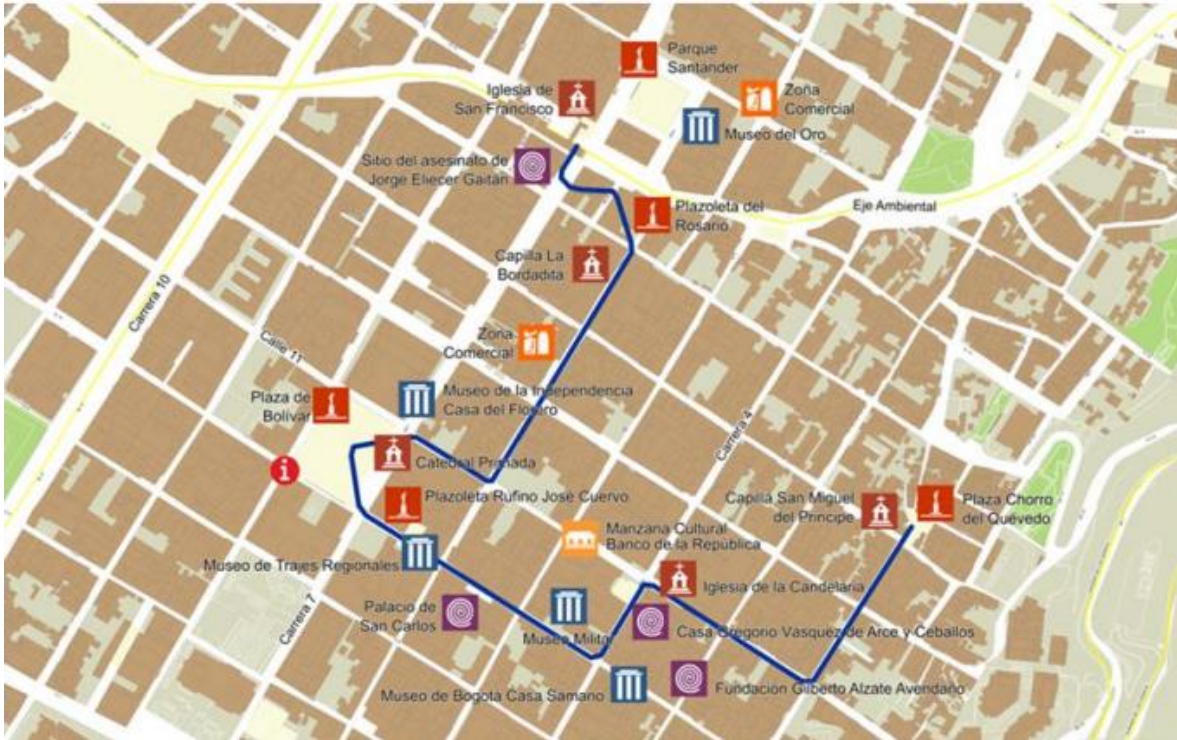 Parque
Santander
Iglesia de
San Francisco
Zona
Comercial
Museo del Oro
Sitio del asesinato de
Jorge Eliecer Gaitán
Plazoleta del
Rosario
Eje Ambiental
Capilla La
Bordadita
Carrera 10
Zona
Comercial
Calle 11
Museo de la Independencia
Casa del Florero
Plaza de
Bolívar
Carrera 4
Catedral Primada
Plazoleta Rufino José Cuervo
Capilla San Miguel
del Principe
Plaza Chorro
del Quevedo
Manzana Cultural
Banco de la República
Museo de Trajes Regionales
Iglesia de la Candelaria
Carrera 7
Palacio de
San Carlos
Museo Militar
Casa Gregorio Vásquez de Arce y Ceballos
Museo de Bogotá Casa Samano
Fundación Gilberto Alzate Avendaño